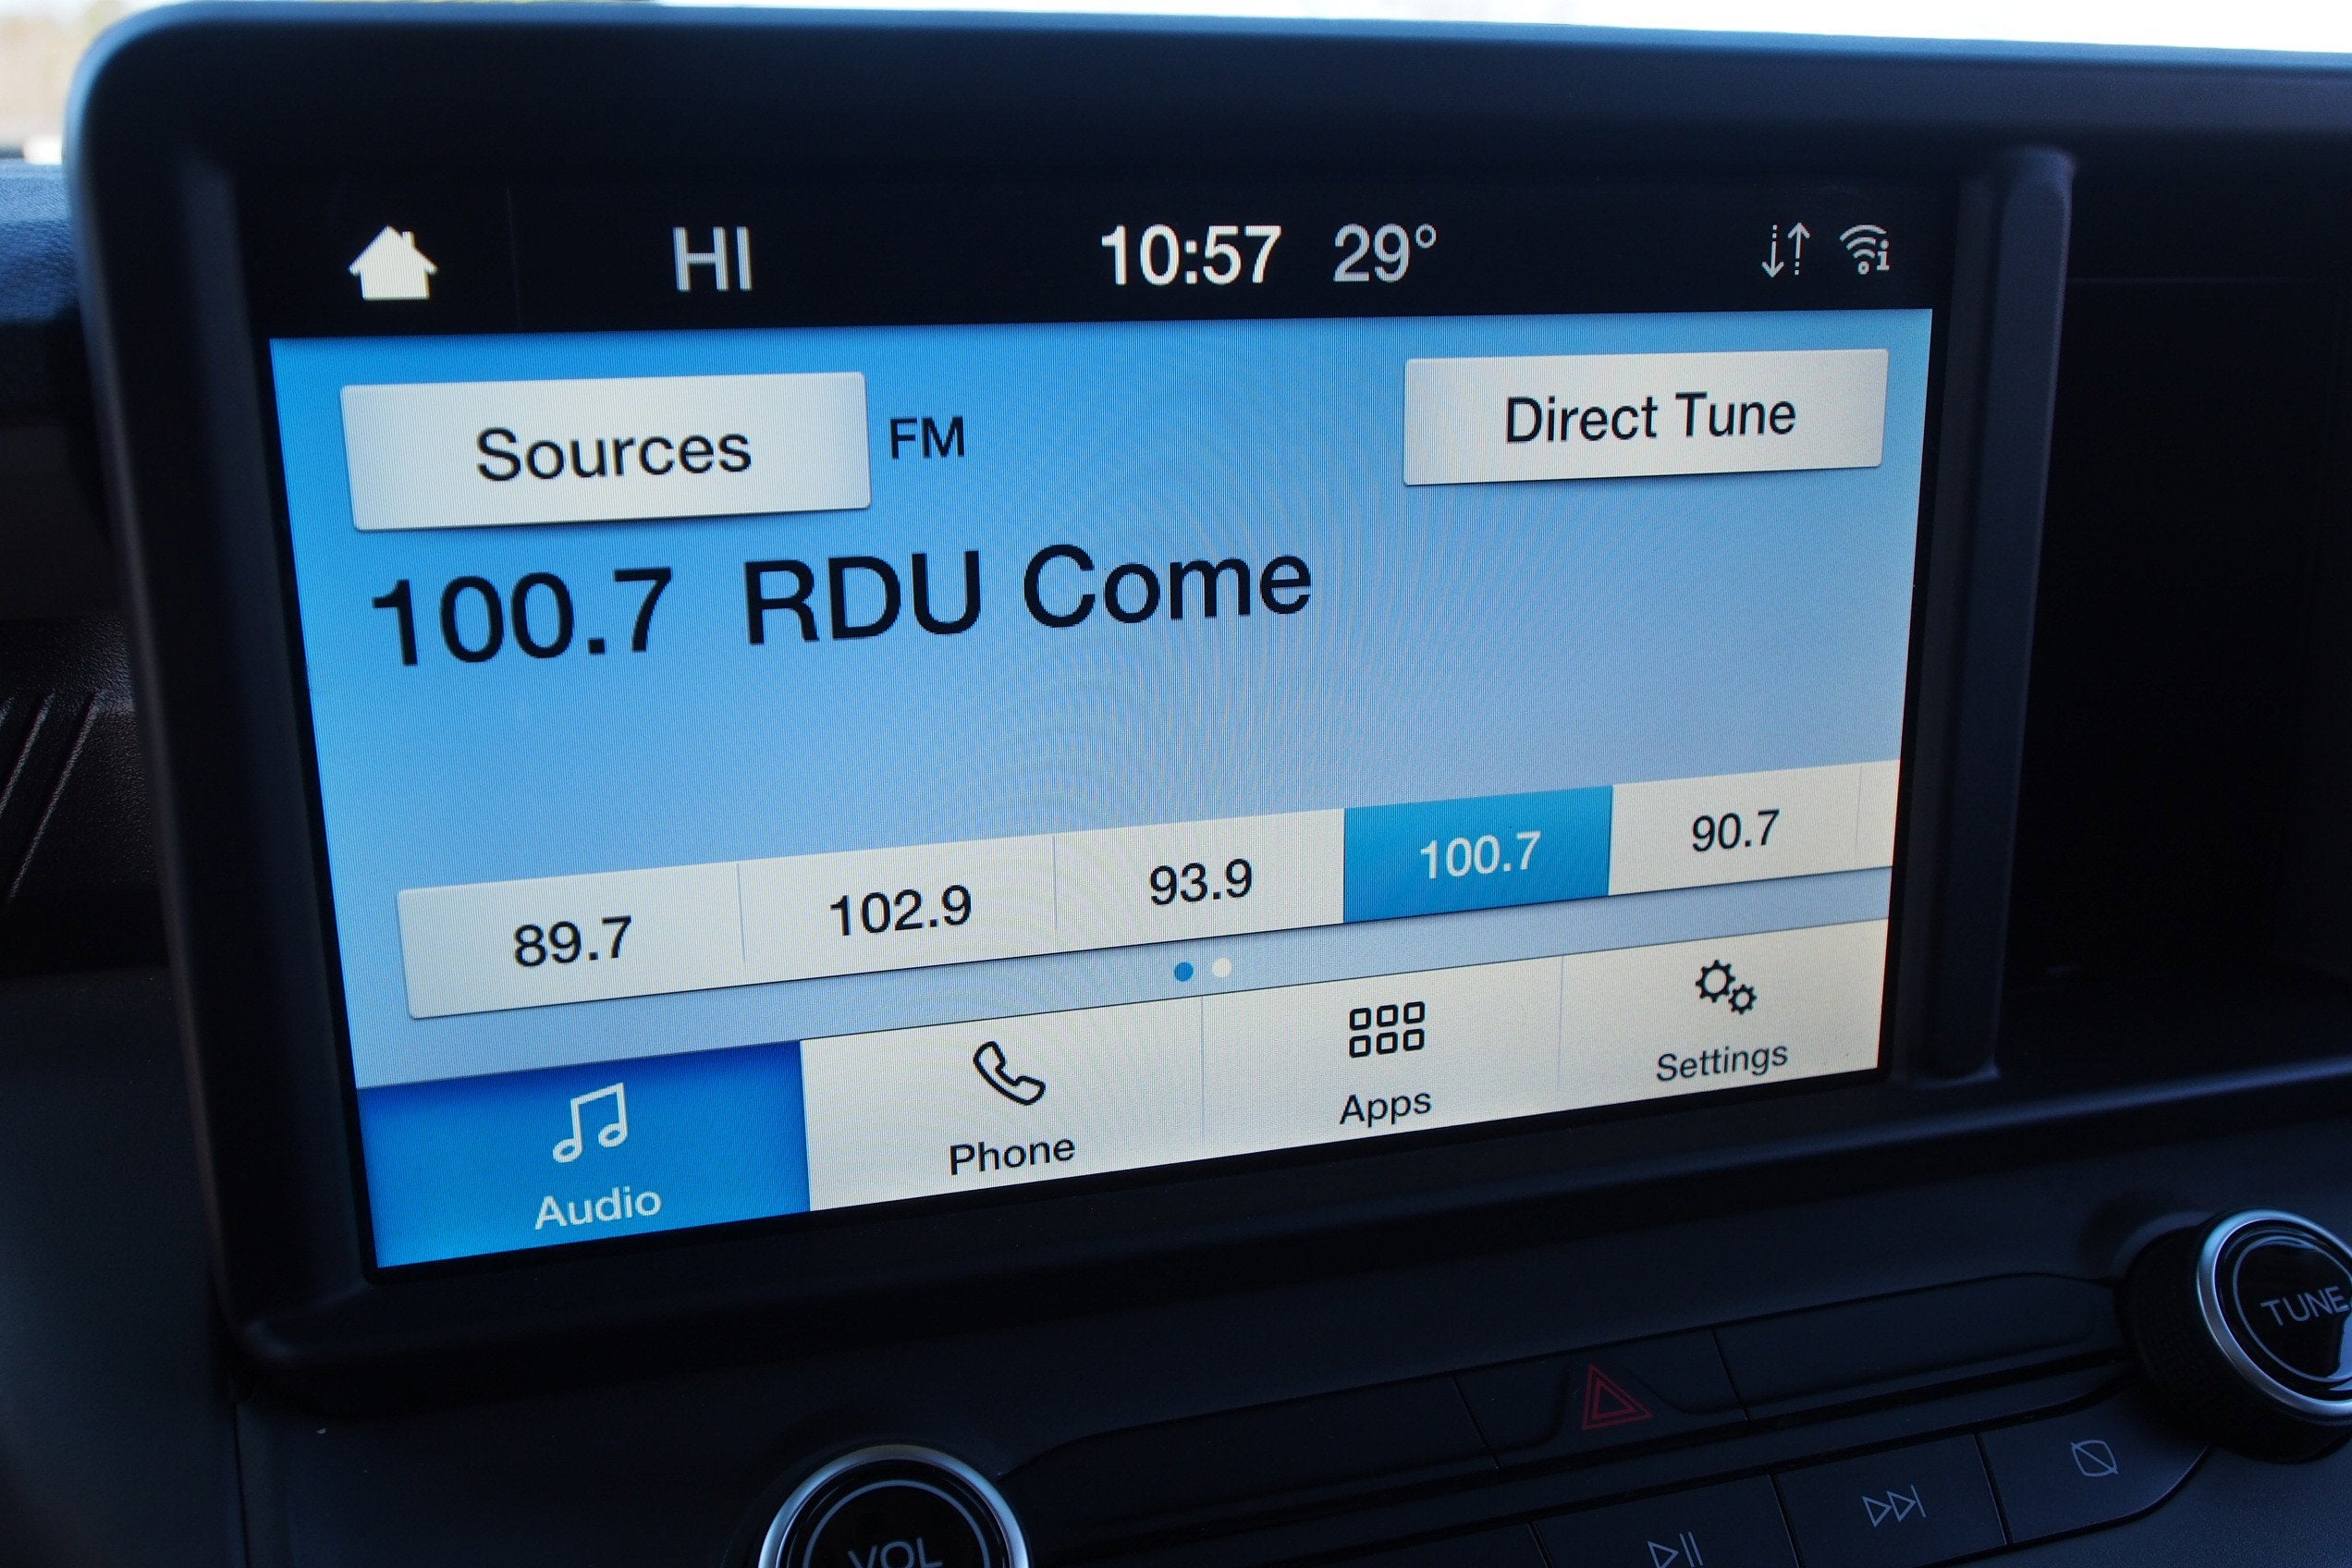 HI 10:57 29°
Sources FM Direct Tune
100.7 RDU Come
89.7 102.9 93.9 100.7 90.7
Audio Phone Apps Settings
TUNE
VOL